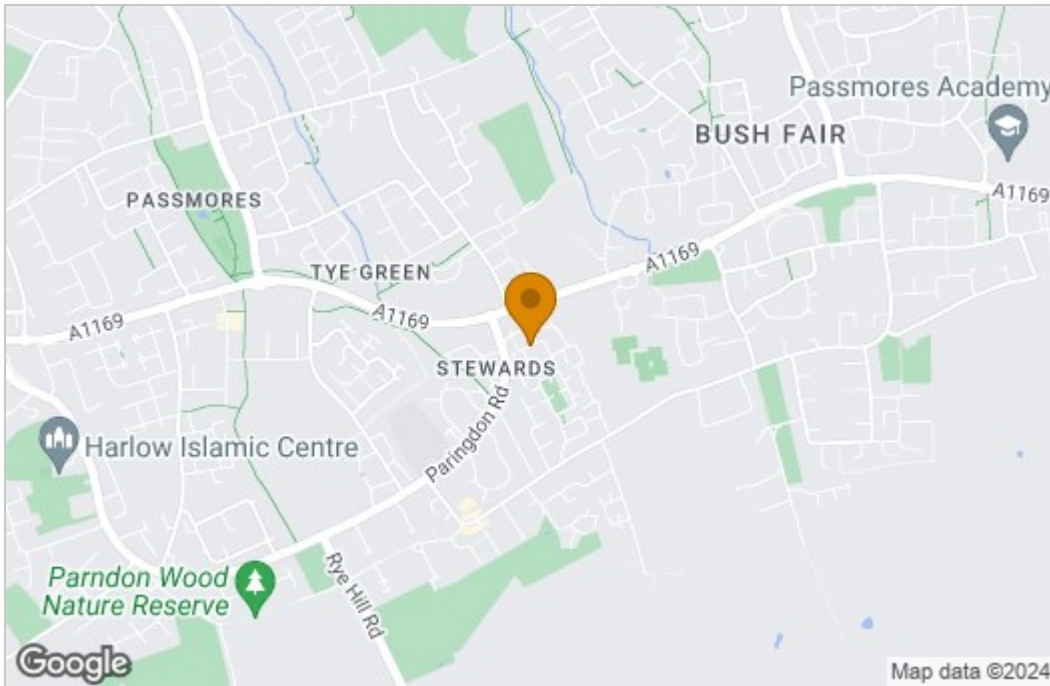 Passmores Academy
BUSH FAIR
PASSMORES
A1169
TYE GREEN
A1169
A1169
A1169
STEWARDS
Paringdon Rd
Harlow Islamic Centre
Parndon Wood
Nature Reserve
Rye Hill Rd
Google
Map data ©2024